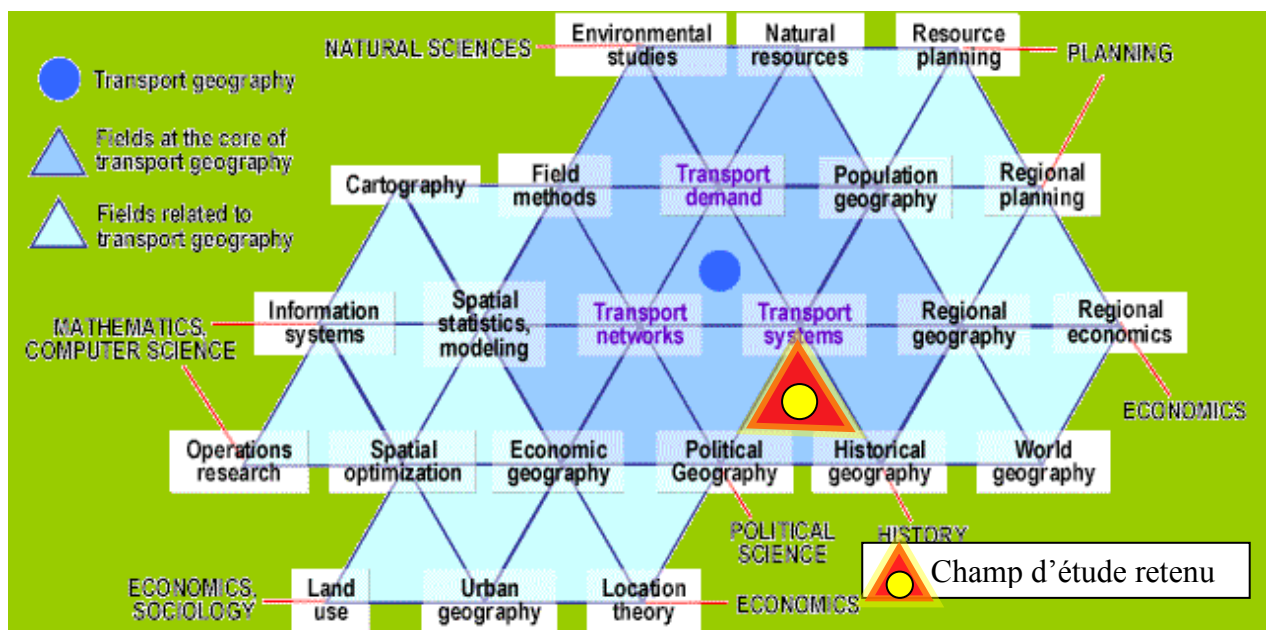 NATURAL SCIENCES
Environmental
studies
Natural
resources
Resource
planning
PLANNING
Transport geography
Fields at the core of
transport geography
Fields related to
transport geography
Cartography
Field
methods
Transport
demand
Population
geography
Regional
planning
MATHEMATICS,
COMPUTER SCIENCE
Information
systems
Spatial
statistics,
modeling
Transport
networks
Transport
systems
Regional
geography
Regional
economics
ECONOMICS
Operations
research
Spatial
optimization
Economic
geography
Political
Geography
Historical
geography
World
geography
POLITICAL
SCIENCE
HISTORY
Champ d’étude retenu
ECONOMICS,
SOCIOLOGY
Land
use
Urban
geography
Location
theory
ECONOMICS